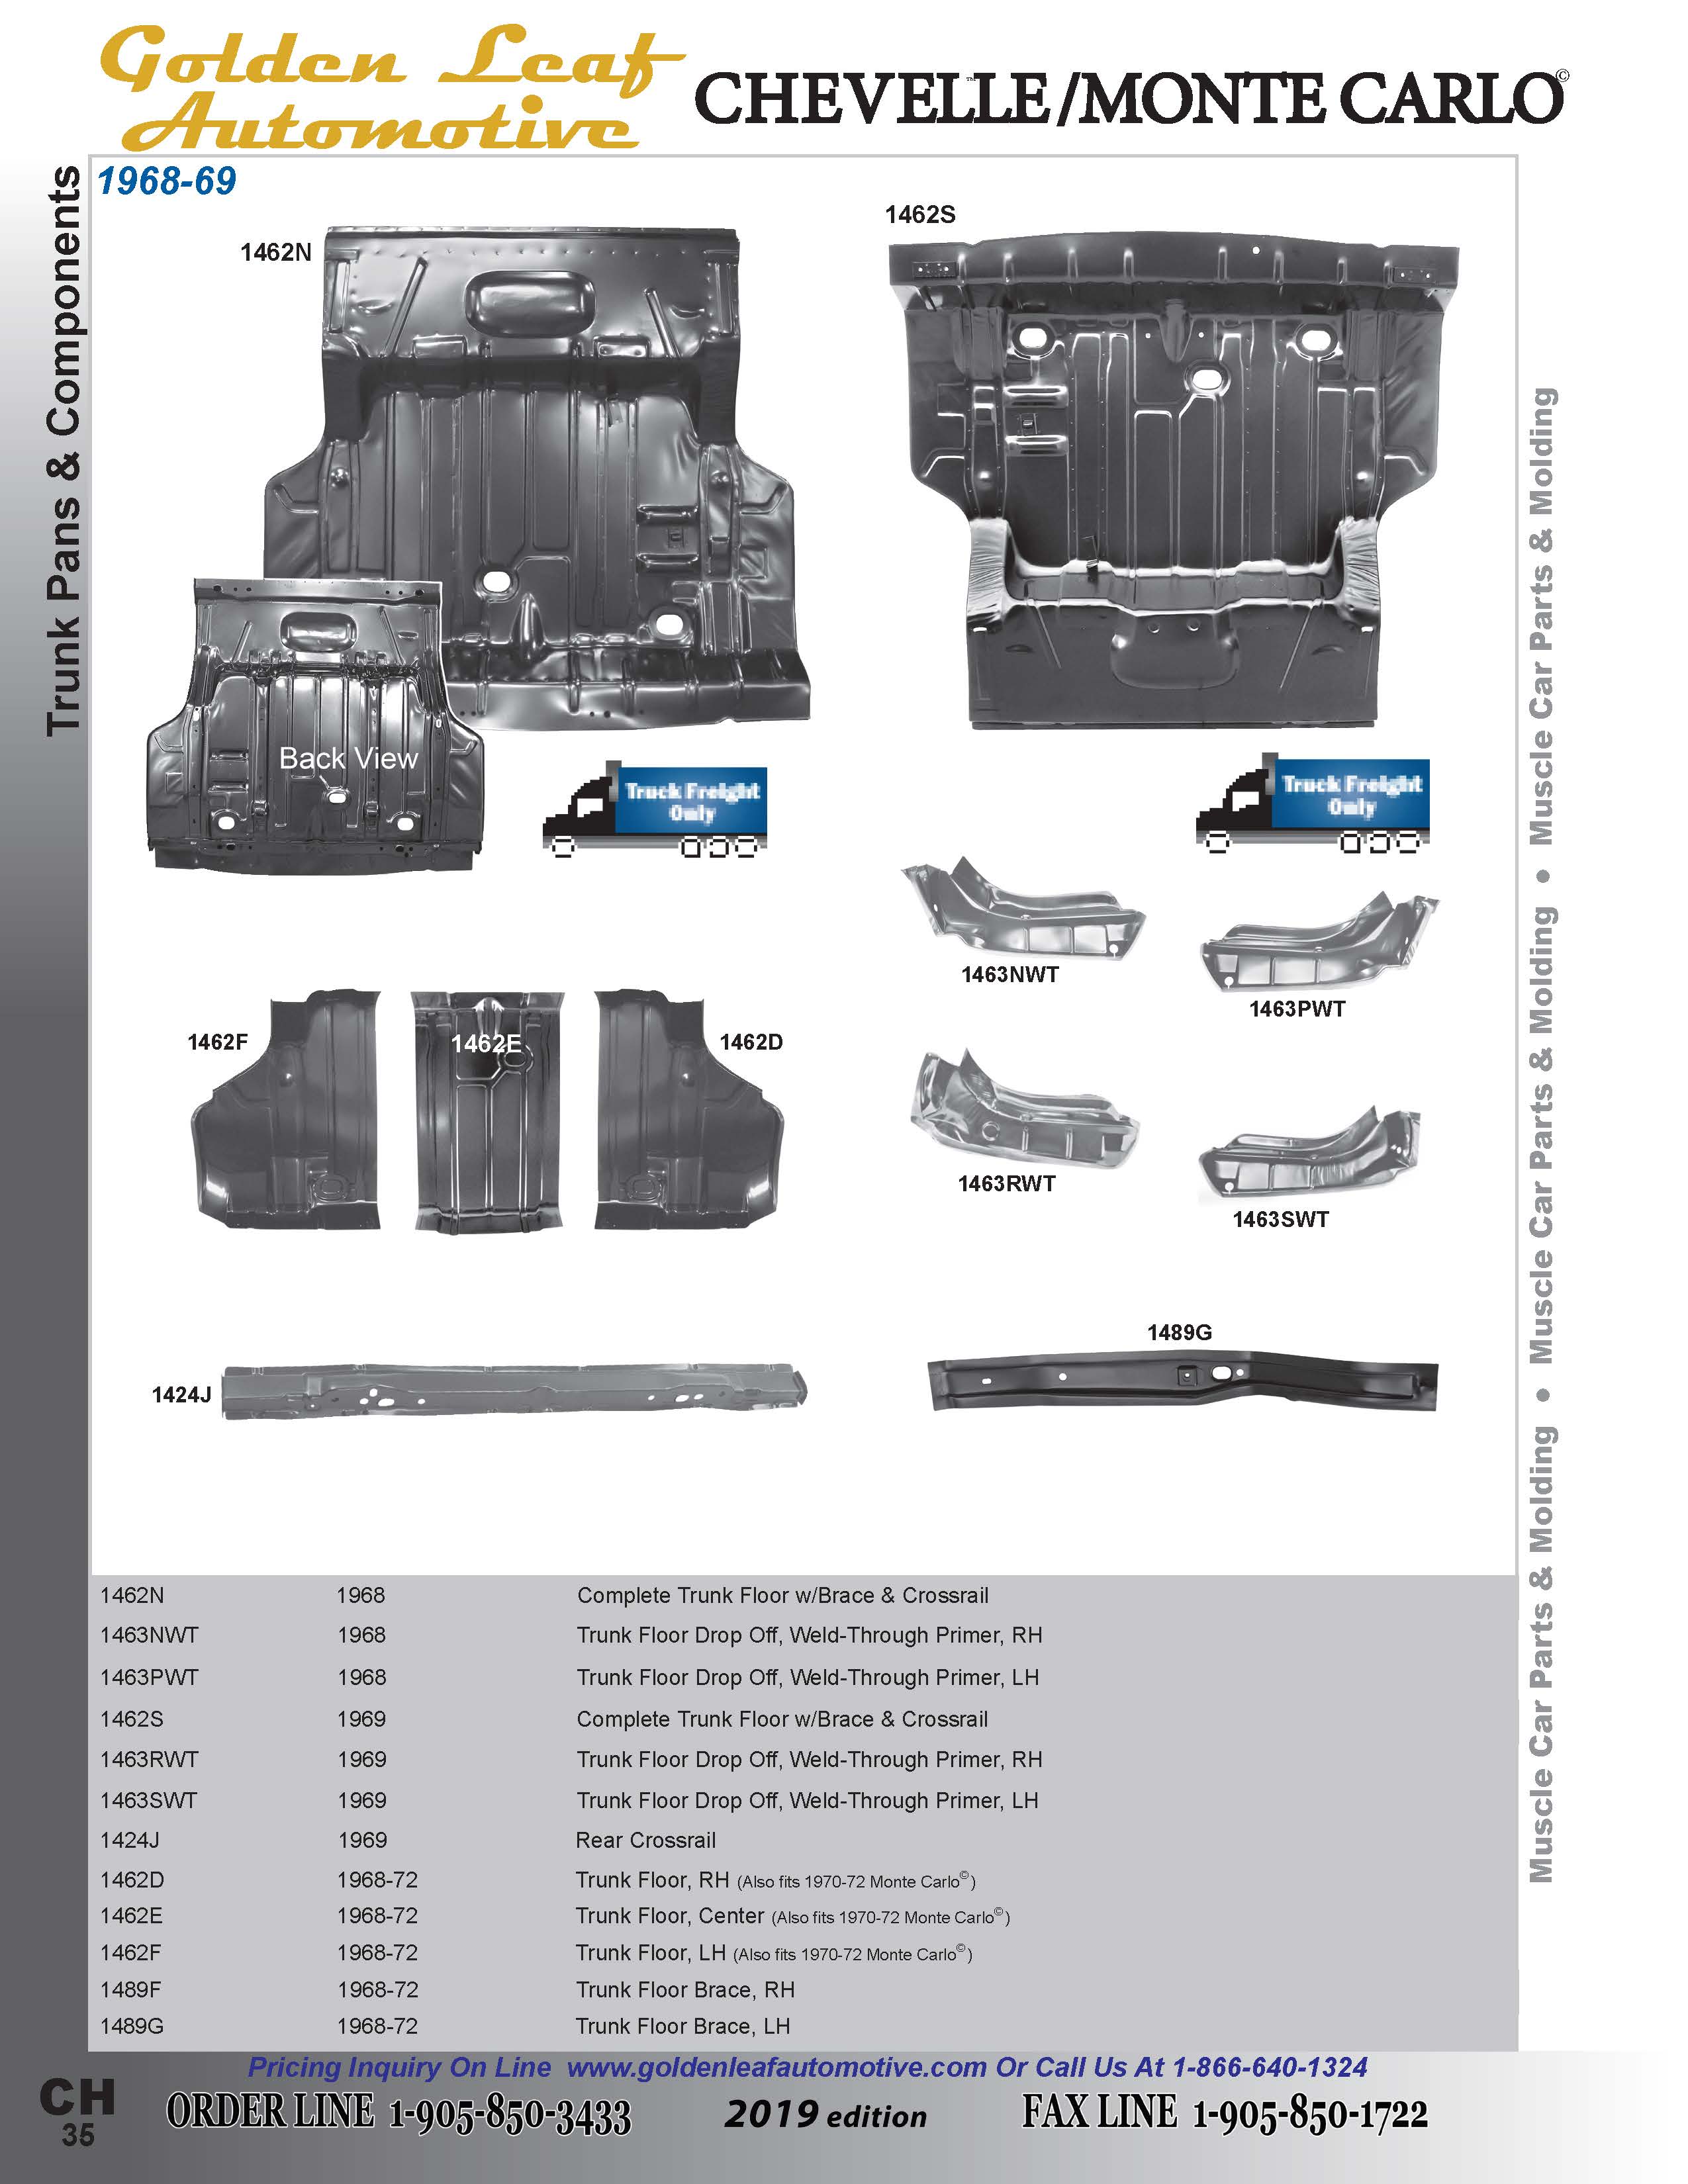 Golden Leaf
Automotive
CHEVELLE™/MONTE CARLO©
Trunk Pans & Components
1968-69
1462N
1462S
Back View
Truck Freight
Only
Truck Freight
Only
1463NWT
1463PWT
1462F
1462E
1462D
1463RWT
1463SWT
1489G
1424J
Muscle Car Parts & Molding • Muscle Car Parts & Molding • Muscle Car Parts & Molding
1462N 1968 Complete Trunk Floor w/Brace & Crossrail
1463NWT 1968 Trunk Floor Drop Off, Weld-Through Primer, RH
1463PWT 1968 Trunk Floor Drop Off, Weld-Through Primer, LH
1462S 1969 Complete Trunk Floor w/Brace & Crossrail
1463RWT 1969 Trunk Floor Drop Off, Weld-Through Primer, RH
1463SWT 1969 Trunk Floor Drop Off, Weld-Through Primer, LH
1424J 1969 Rear Crossrail
1462D 1968-72 Trunk Floor, RH (Also fits 1970-72 Monte Carlo©)
1462E 1968-72 Trunk Floor, Center (Also fits 1970-72 Monte Carlo©)
1462F 1968-72 Trunk Floor, LH (Also fits 1970-72 Monte Carlo©)
1489F 1968-72 Trunk Floor Brace, RH
1489G 1968-72 Trunk Floor Brace, LH
Pricing Inquiry On Line www.goldenleafautomotive.com Or Call Us At 1-866-640-1324
CH
35
ORDER LINE 1-905-850-3433
2019 edition
FAX LINE 1-905-850-1722